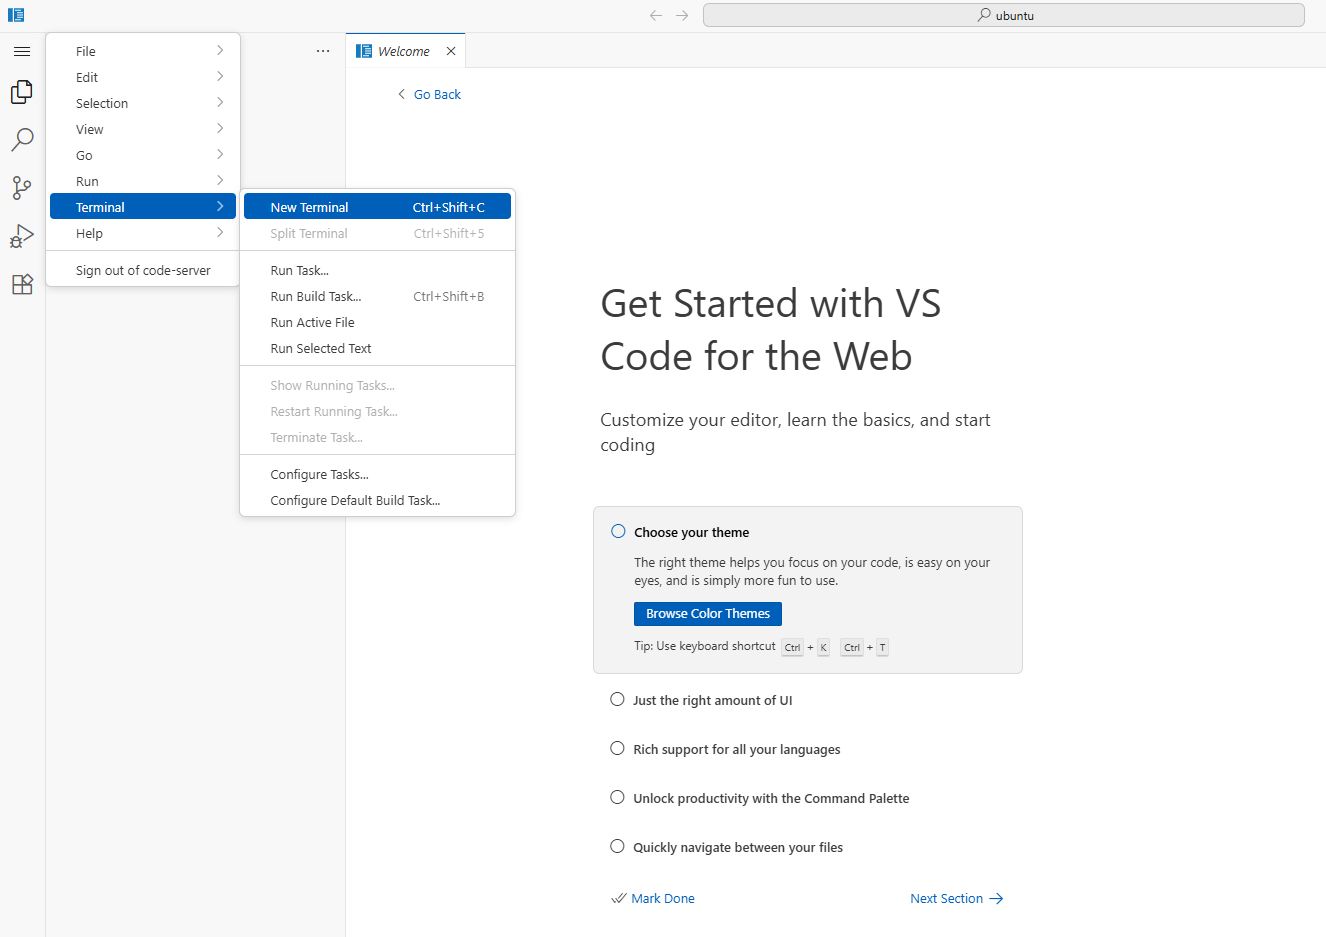 ubuntu
File
Edit
Selection
View
Go
Run
Terminal
Help
Sign out of code-server
New Terminal Ctrl+Shift+C
Split Terminal Ctrl+Shift+5
Run Task...
Run Build Task... Ctrl+Shift+B
Run Active File
Run Selected Text
Show Running Tasks...
Restart Running Task...
Terminate Task...
Configure Tasks...
Configure Default Build Task...
Welcome
Go Back
Get Started with VS
Code for the Web
Customize your editor, learn the basics, and start
coding
Choose your theme
The right theme helps you focus on your code, is easy on your
eyes, and is simply more fun to use.
Browse Color Themes
Tip: Use keyboard shortcut Ctrl + K Ctrl + T
Just the right amount of UI
Rich support for all your languages
Unlock productivity with the Command Palette
Quickly navigate between your files
Mark Done
Next Section